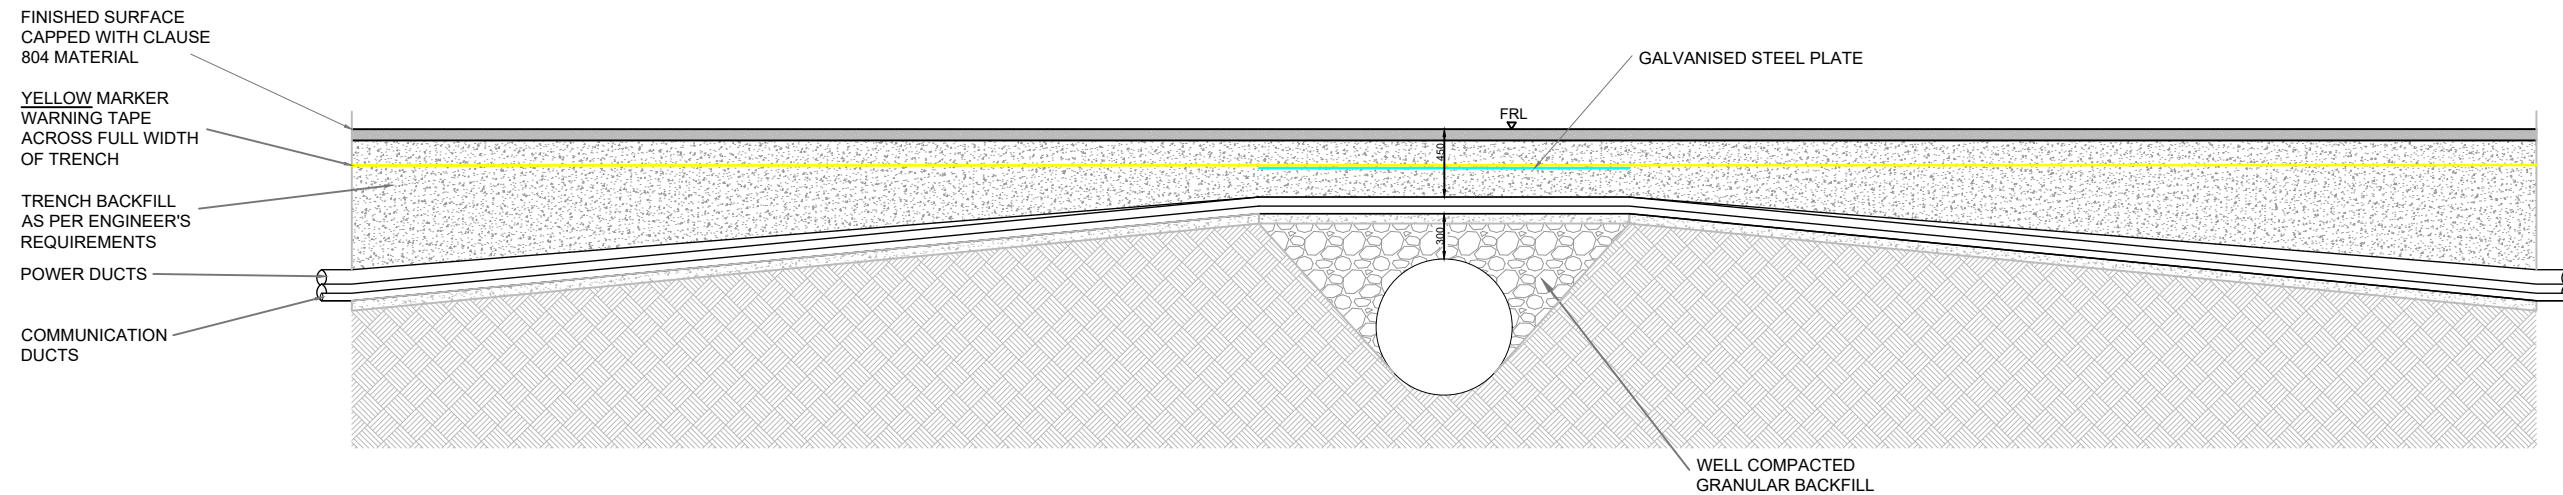 FINISHED SURFACE
CAPPED WITH CLAUSE
804 MATERIAL
YELLOW MARKER
WARNING TAPE
ACROSS FULL WIDTH
OF TRENCH
TRENCH BACKFILL
AS PER ENGINEER'S
REQUIREMENTS
POWER DUCTS
COMMUNICATION
DUCTS
FRL
450
300
GALVANISED STEEL PLATE
WELL COMPACTED
GRANULAR BACKFILL